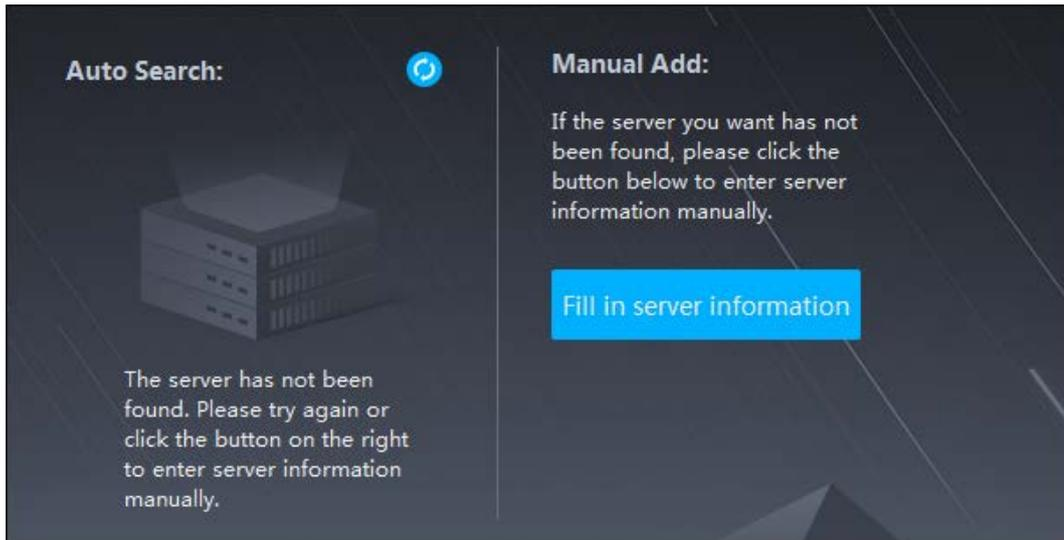 Auto Search:
The server has not been
found. Please try again or
click the button on the right
to enter server information
manually.
Manual Add:
If the server you want has not
been found, please click the
button below to enter server
information manually.
Fill in server information